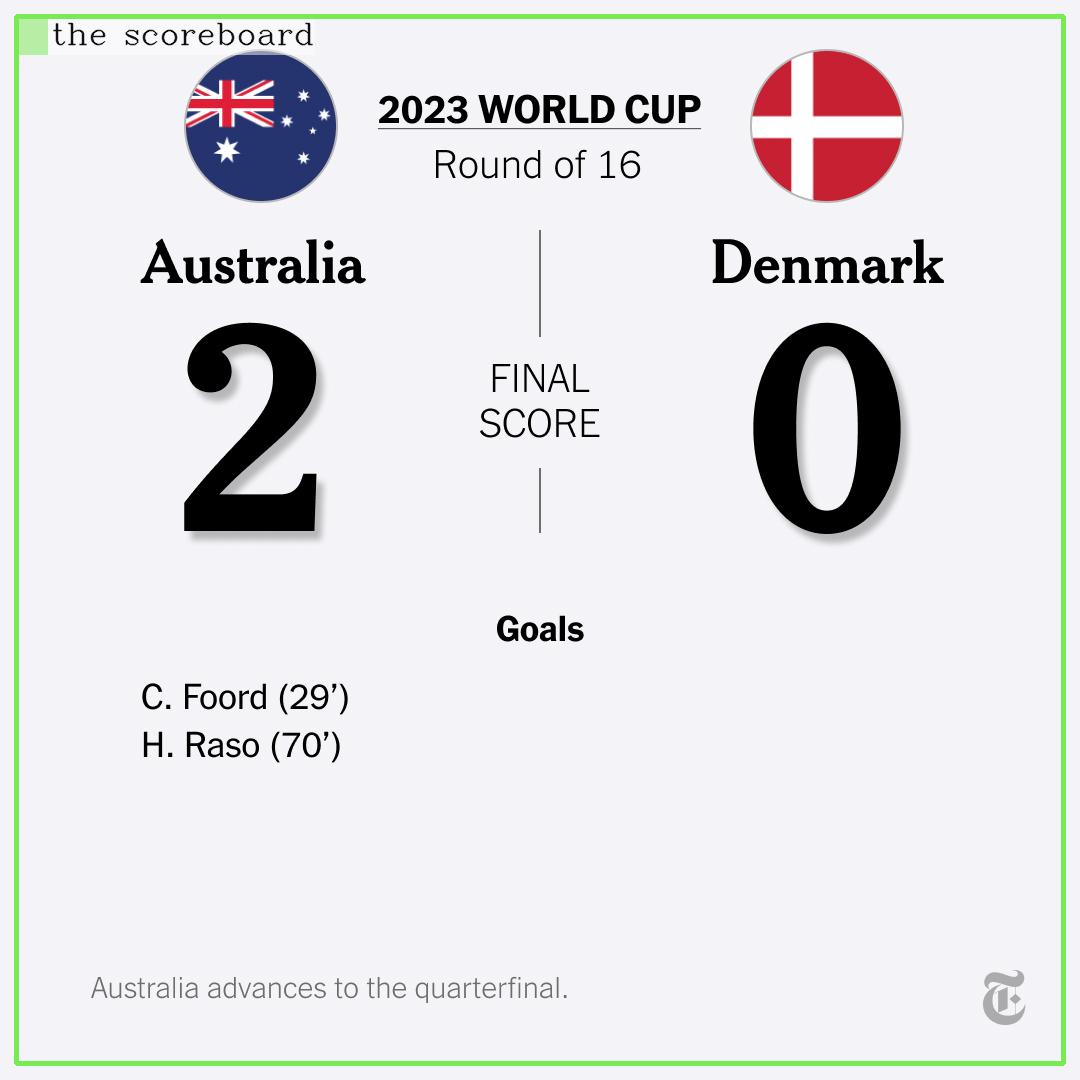 the scoreboard
2023 WORLD CUP
Round of 16
Australia
Denmark
2
0
FINAL
SCORE
Goals
C. Foord (29’)
H. Raso (70’)
Australia advances to the quarterfinal.
T